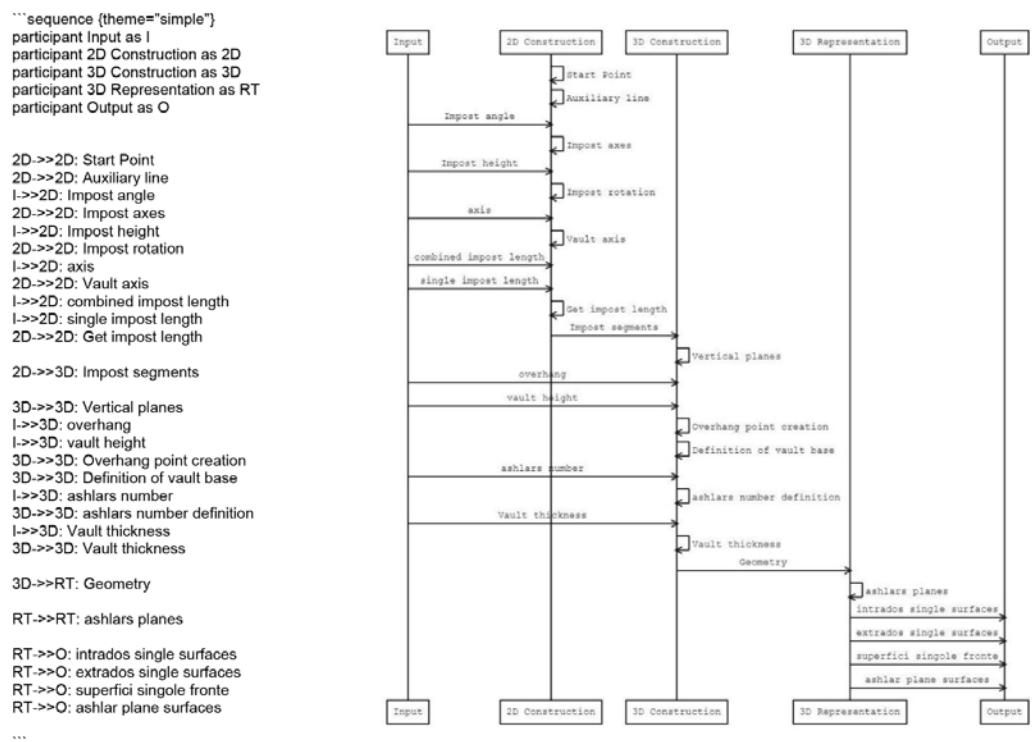 ```sequence {theme="simple"}
participant Input as I
participant 2D Construction as 2D
participant 3D Construction as 3D
participant 3D Representation as RT
participant Output as O
2D->>2D: Start Point
2D->>2D: Auxiliary line
I->>2D: Impost angle
2D->>2D: Impost axes
I->>2D: Impost height
2D->>2D: Impost rotation
I->>2D: axis
2D->>2D: Vault axis
I->>2D: combined impost length
I->>2D: single impost length
2D->>2D: Get impost length
2D->>3D: Impost segments
3D->>3D: Vertical planes
I->>3D: overhang
I->>3D: vault height
3D->>3D: Overhang point creation
3D->>3D: Definition of vault base
I->>3D: ashlars number
3D->>3D: ashlars number definition
I->>3D: Vault thickness
3D->>3D: Vault thickness
3D->>RT: Geometry
RT->>RT: ashlars planes
RT->>O: intrados single surfaces
RT->>O: extrados single surfaces
RT->>O: superfici singole fronte
RT->>O: ashlar plane surfaces
```
Input 2D Construction 3D Construction 3D Representation Output
Start Point
Auxiliary line
Impost angle
Impost axes
Impost height
Impost rotation
axis
Vault axis
combined impost length
single impost length
Get impost length
Impost segments
Vertical planes
overhang
vault height
Overhang point creation
Definition of vault base
ashlars number
ashlars number definition
Vault thickness
Vault thickness
Geometry
ashlars planes
intrados single surfaces
extrados single surfaces
superfici singole fronte
ashlar plane surfaces
Input 2D Construction 3D Construction 3D Representation Output